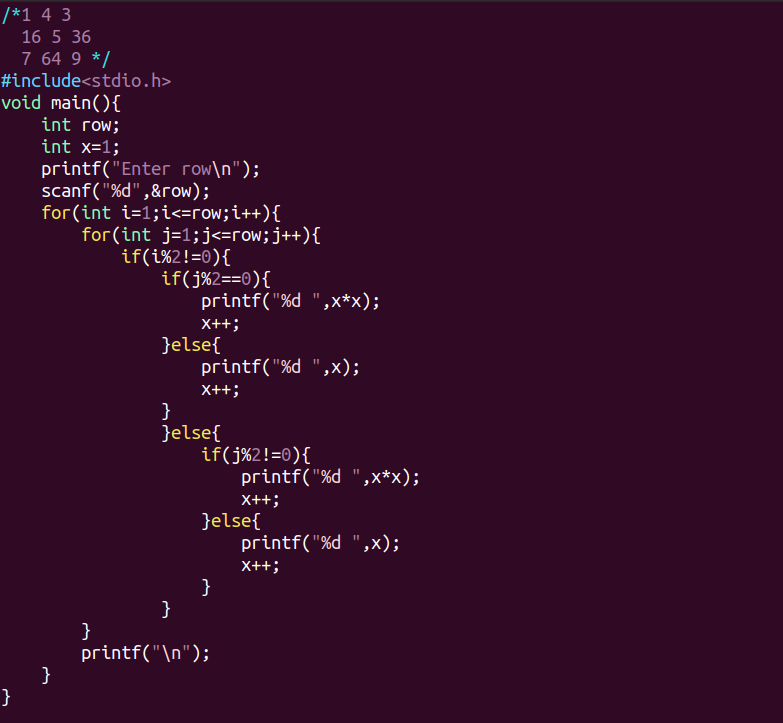 /*1 4 3
  16 5 36
  7 64 9 */
#include<stdio.h>
void main(){
    int row;
    int x=1;
    printf("Enter row\n");
    scanf("%d",&row);
    for(int i=1;i<=row;i++){
        for(int j=1;j<=row;j++){
            if(i%2!=0){
                if(j%2==0){
                    printf("%d ",x*x);
                    x++;
                }else{
                    printf("%d ",x);
                    x++;
                }
                }else{
                    if(j%2!=0){
                        printf("%d ",x*x);
                        x++;
                    }else{
                        printf("%d ",x);
                        x++;
                    }
                }
        }
        printf("\n");
    }
}